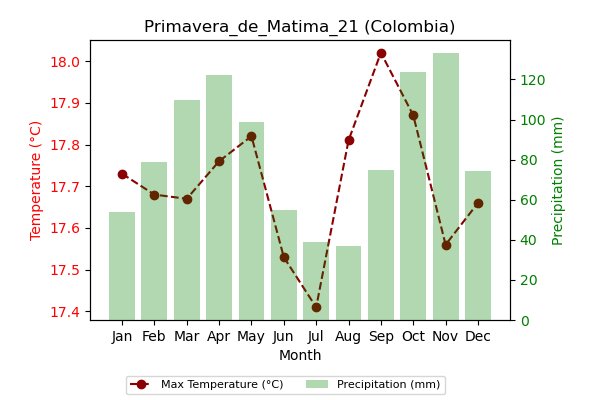 Primavera_de_Matima_21 (Colombia)
Temperature (°C)
18.0
17.9
17.8
17.7
17.6
17.5
17.4
120
100
80
60
40
20
0
Precipitation (mm)
Jan Feb Mar Apr May Jun Jul Aug Sep Oct Nov Dec
Month
Max Temperature (°C) Precipitation (mm)